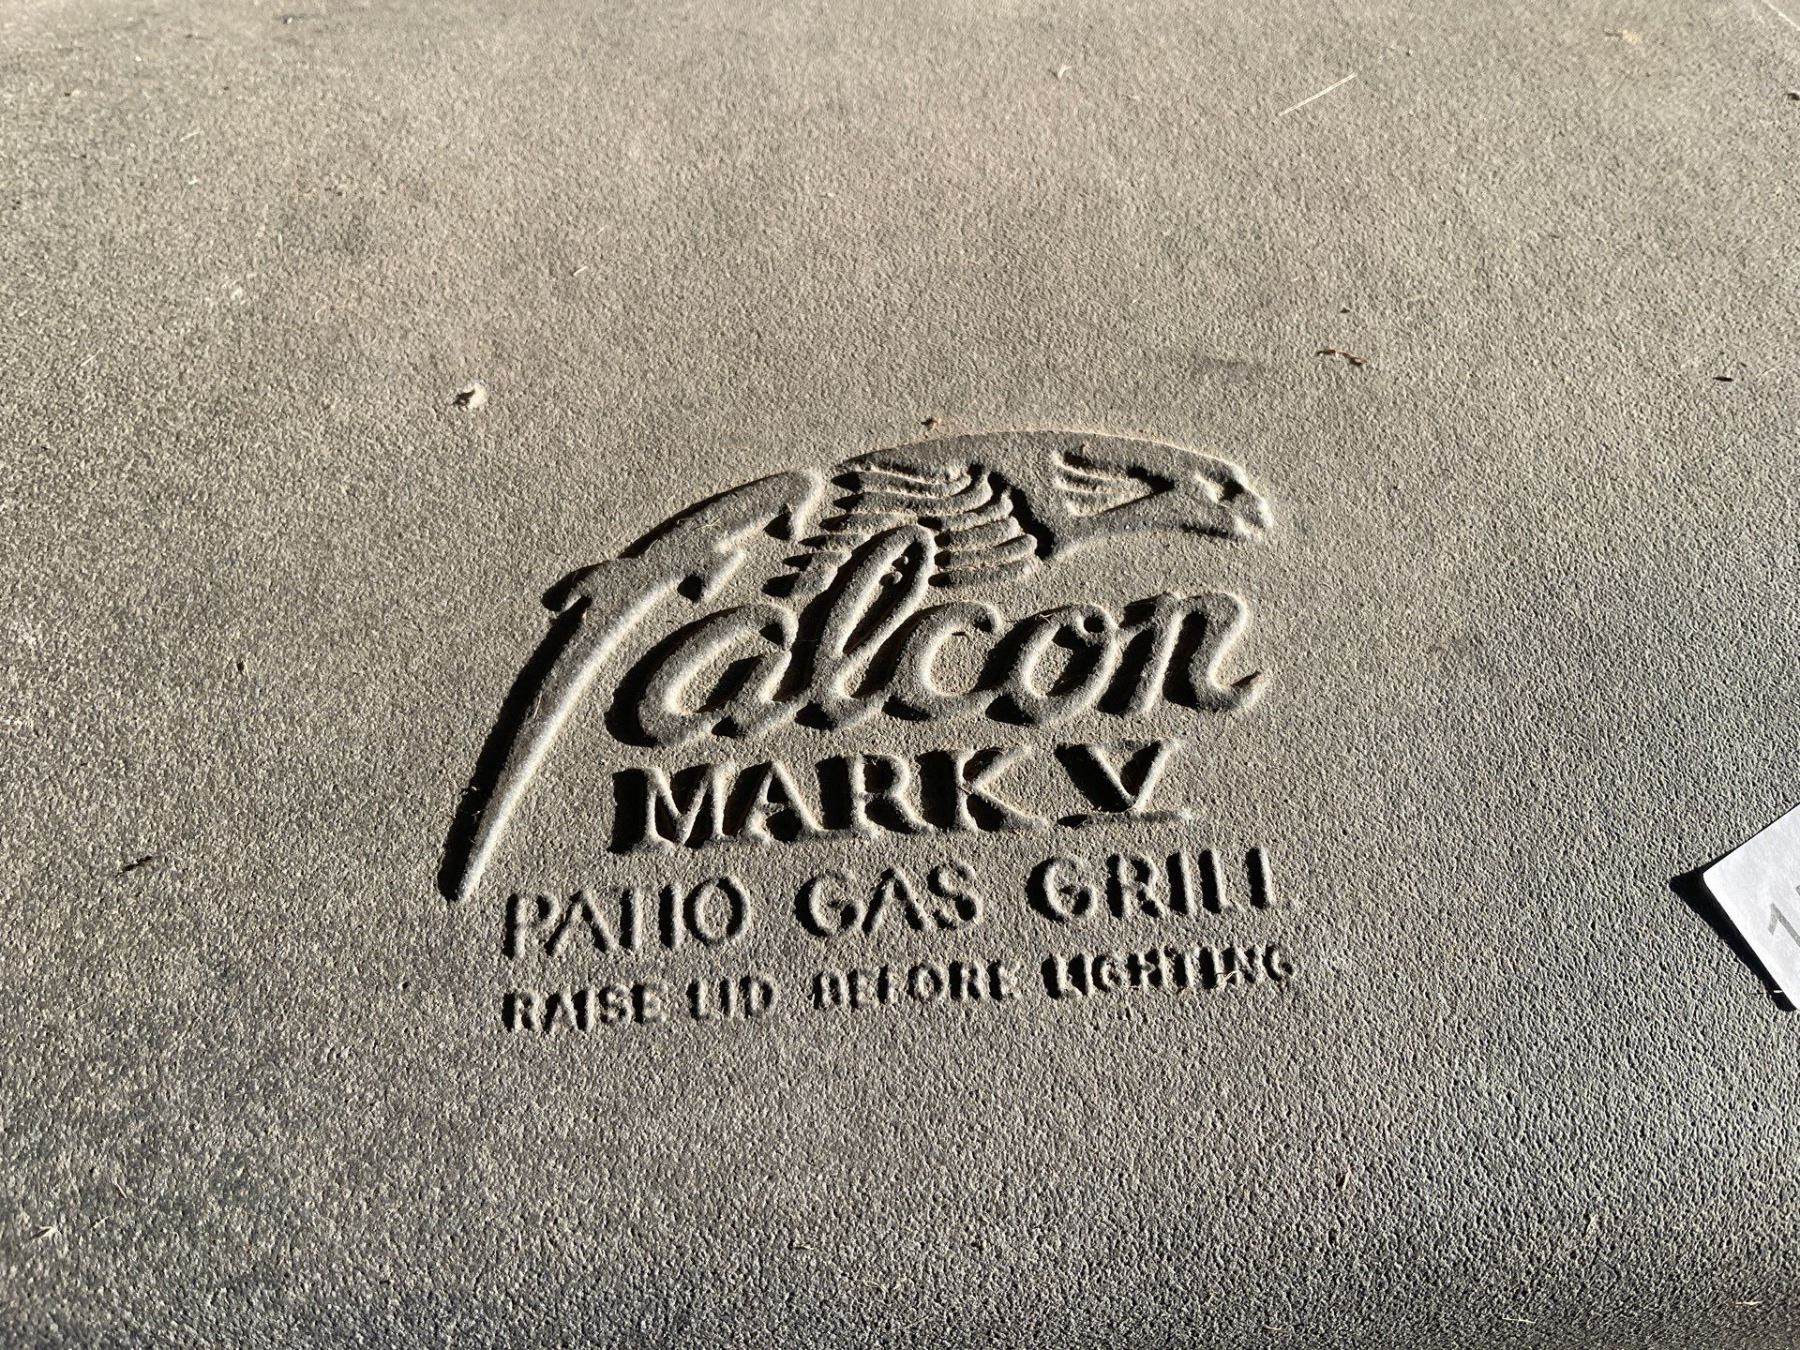 Falcon
MARK V
PATIO GAS GRILL
RAISE LID BEFORE LIGHTING